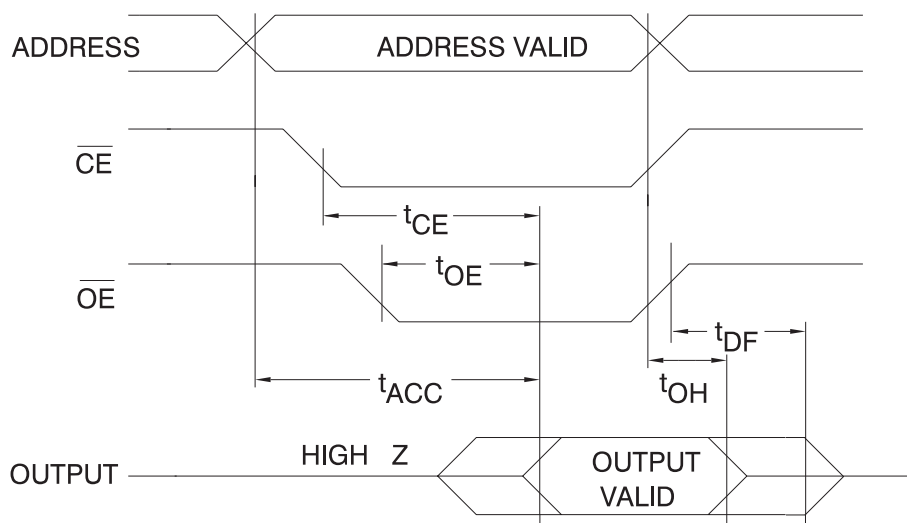 ADDRESS
ADDRESS VALID
CE
tCE
tOE
OE
tDF
tACC
tOH
HIGH Z
OUTPUT
OUTPUT
VALID